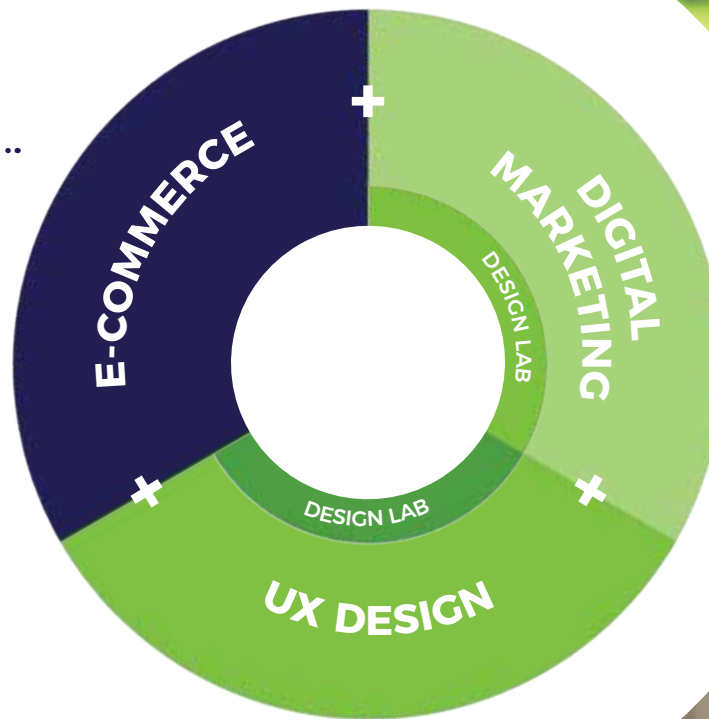 E-COMMERCE
DIGITAL
MARKETING
DESIGN LAB
DESIGN LAB
UX DESIGN